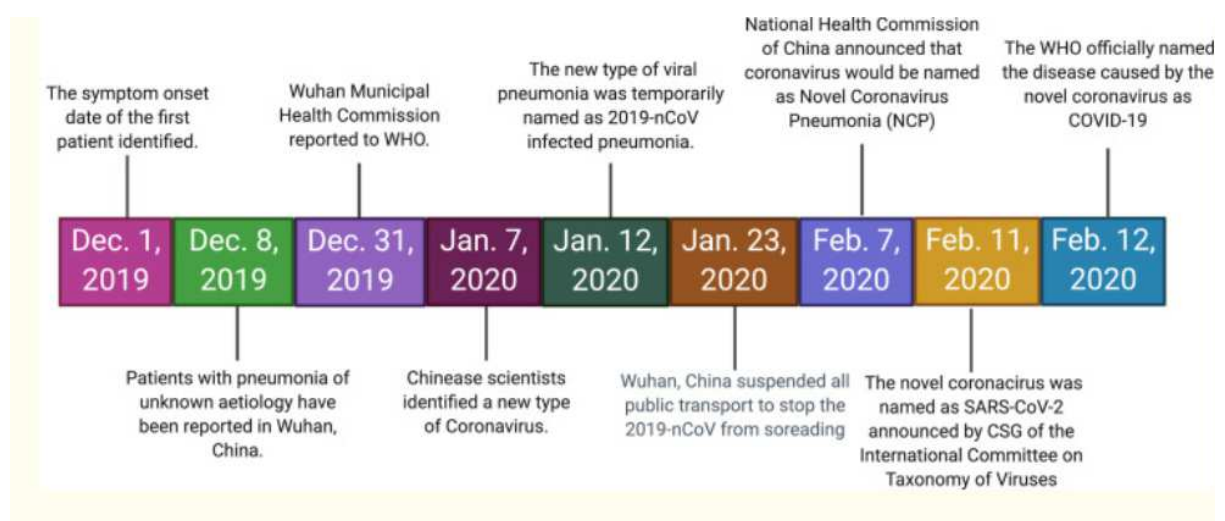 The symptom onset
date of the first
patient identified.
Wuhan Municipal
Health Commission
reported to WHO.
The new type of viral
pneumonia was temporarily
named as 2019-nCoV
infected pneumonia.
National Health Commission
of China announced that
coronavirus would be named
as Novel Coronavirus
Pneumonia (NCP)
The WHO officially named
the disease caused by the
novel coronavirus as
COVID-19
Dec. 1,
2019
Dec. 8,
2019
Dec. 31,
2019
Jan. 7,
2020
Jan. 12,
2020
Jan. 23,
2020
Feb. 7,
2020
Feb. 11,
2020
Feb. 12,
2020
Patients with pneumonia of
unknown aetiology have
been reported in Wuhan,
China.
Chinease scientists
identified a new type
of Coronavirus.
Wuhan, China suspended all
public transport to stop the
2019-nCoV from soreading
The novel coronacirus was
named as SARS-CoV-2
announced by CSG of the
International Committee on
Taxonomy of Viruses